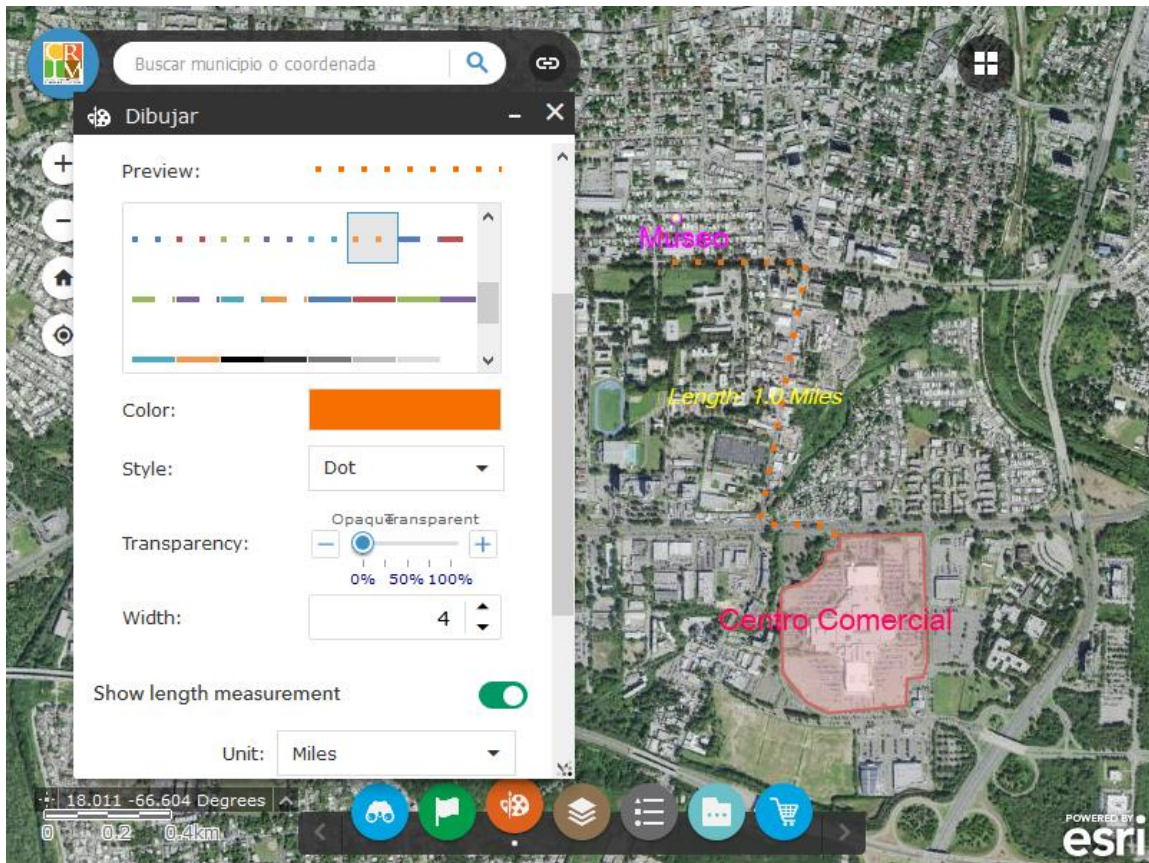 CRIM
Buscar municipio o coordenada
Dibujar
Preview:
Museo
Length: 1.0 Miles
Color:
Style:
Dot
Opaque
Transparent
Transparency:
0% 50% 100%
Width:
4
Centro Comercial
Show length measurement
Unit:
Miles
18.011 -66.604 Degrees
0 0.2 0.4km
POWERED BY
esri